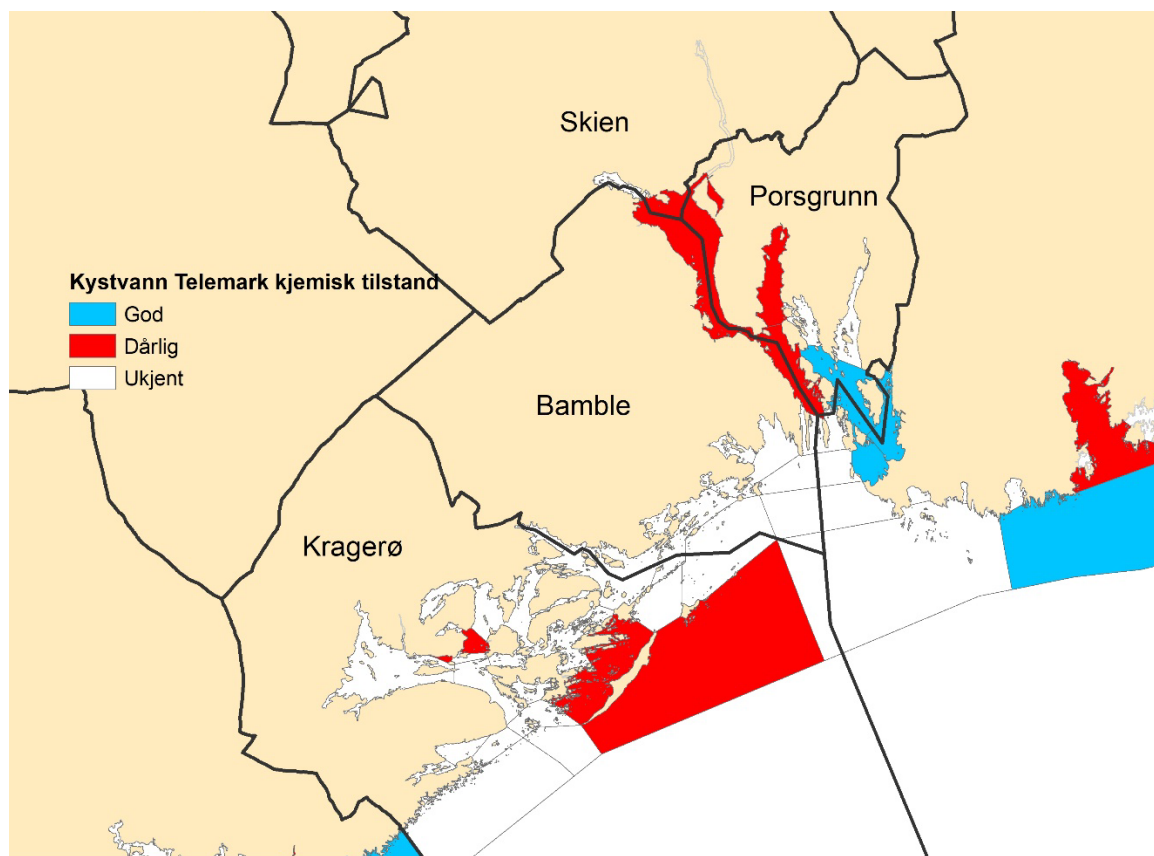 Skien
Porsgrunn
Kystvann Telemark kjemisk tilstand
God
Dårlig
Ukjent
Bamble
Kragerø